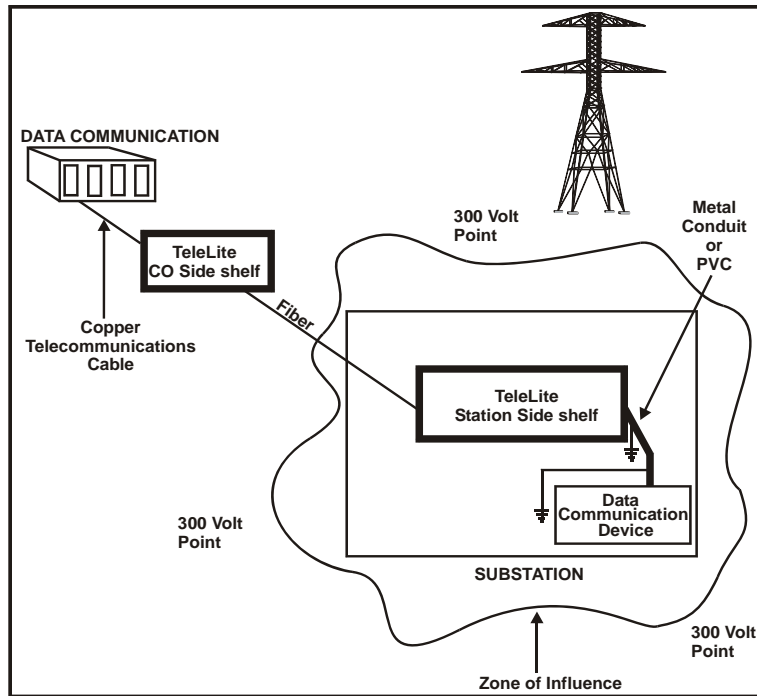 DATA COMMUNICATION
TeleLite
CO Side shelf
Copper
Telecommunications
Cable
Fiber
300 Volt
Point
Metal
Conduit
or
PVC
TeleLite
Station Side shelf
Data
Communication
Device
300 Volt
Point
SUBSTATION
300 Volt
Point
Zone of Influence